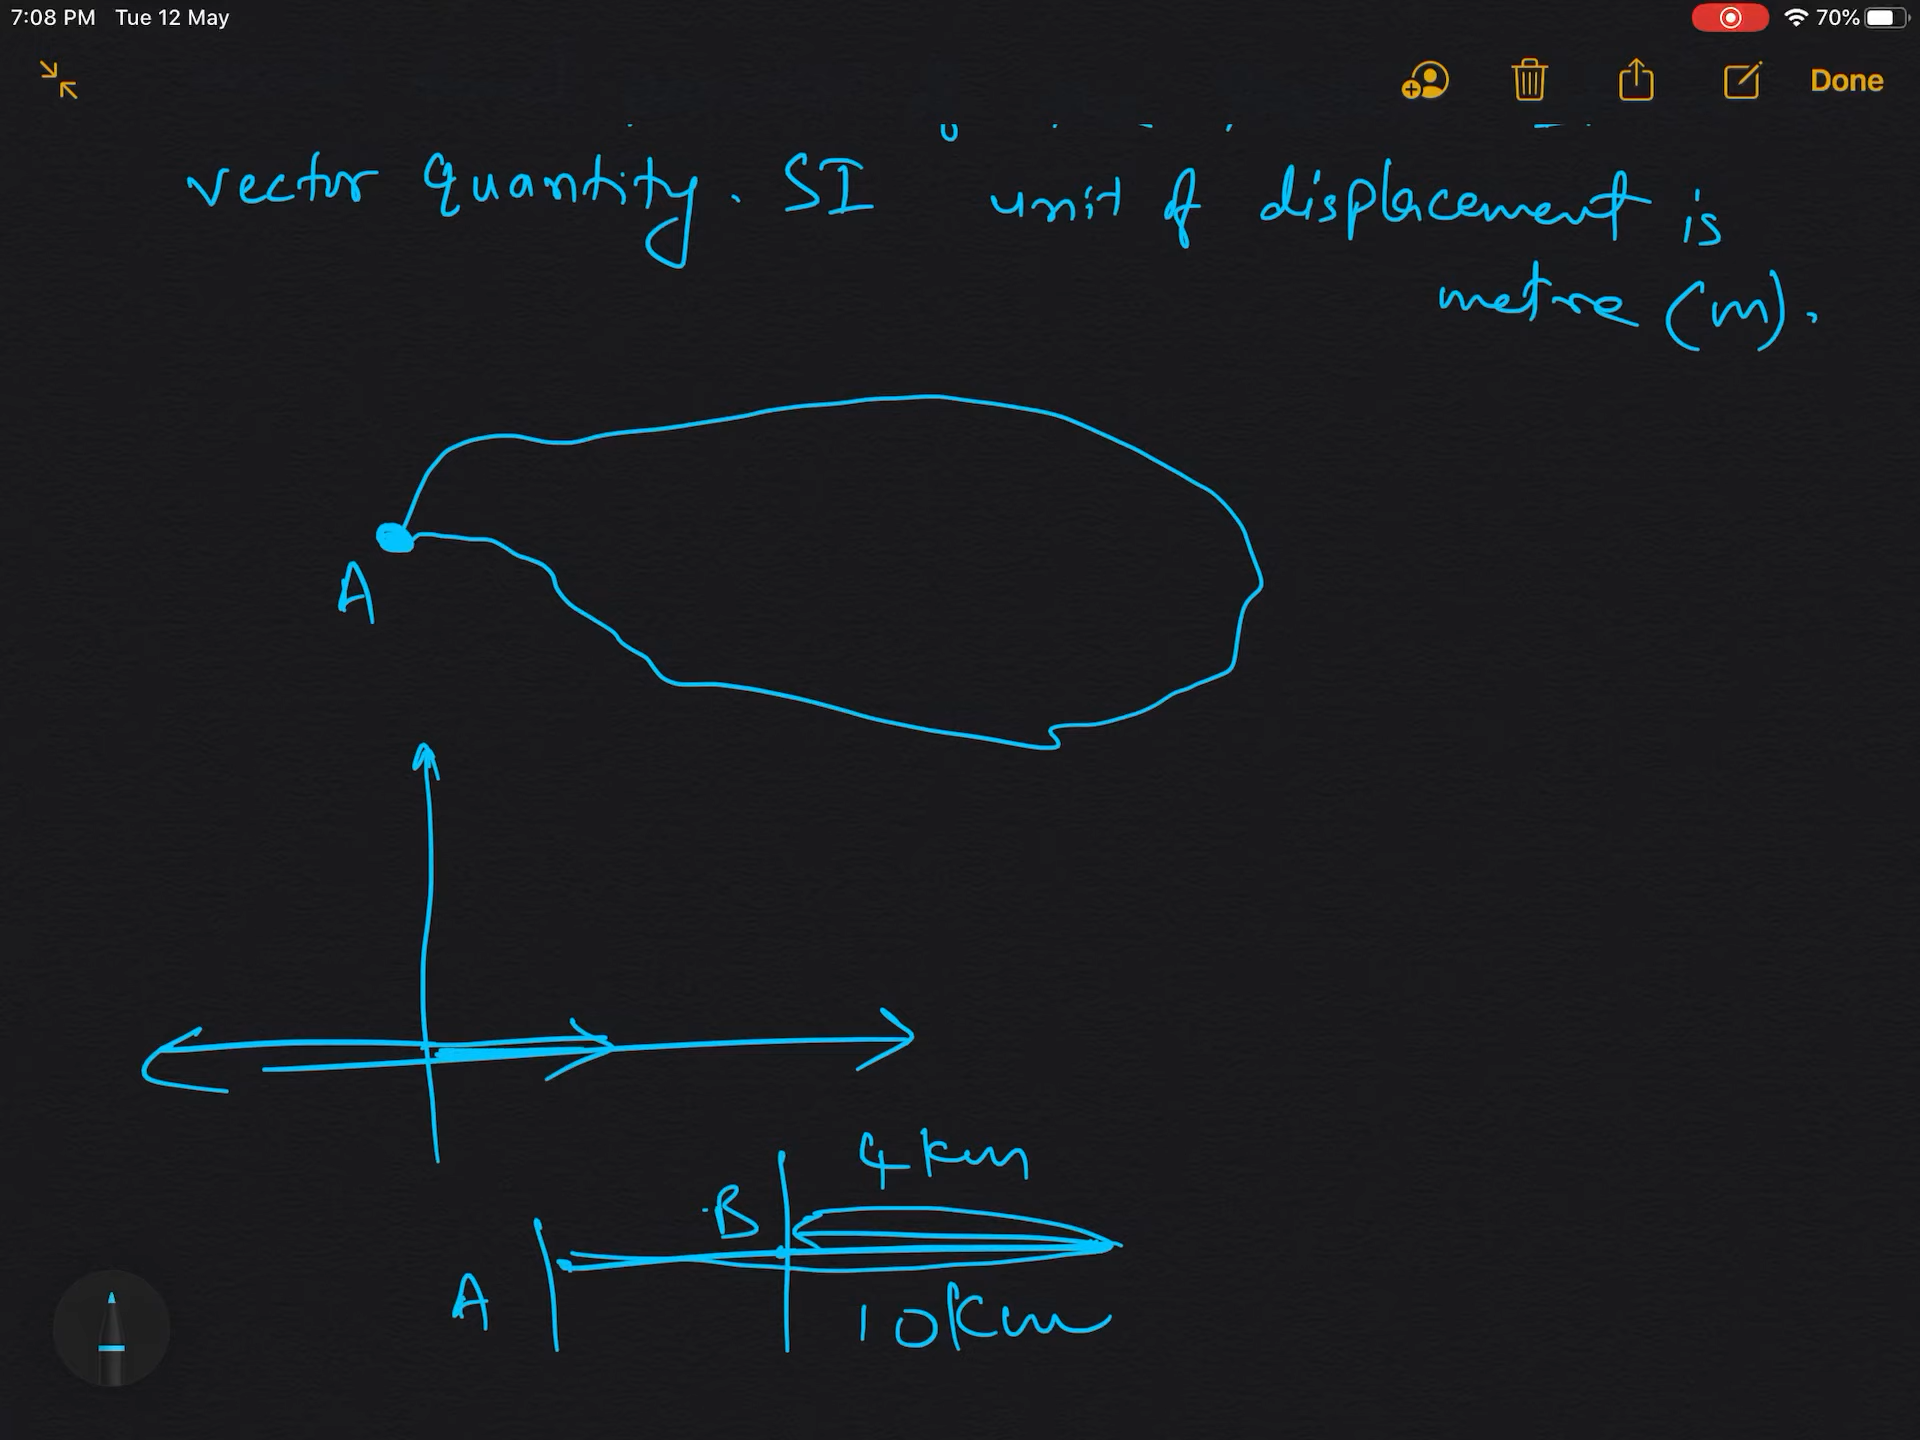 7:08 PM Tue 12 May
70%
Done
vector quantity. SI unit of displacement is
metre (m).
A
4 km
B
A
10 km